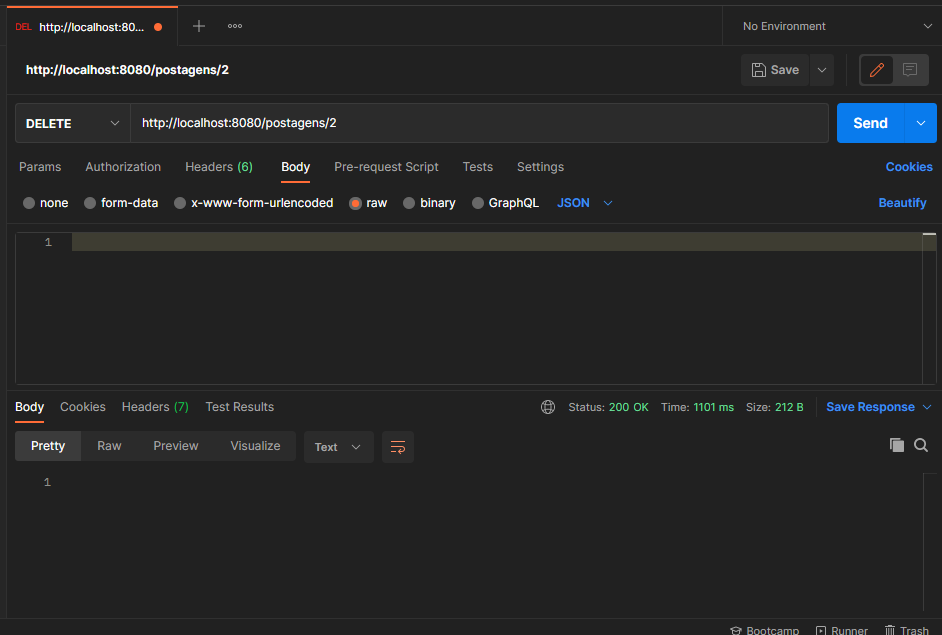 DEL http://localhost:80...
No Environment
http://localhost:8080/postagens/2
Save
DELETE http://localhost:8080/postagens/2 Send
Params Authorization Headers (6) Body Pre-request Script Tests Settings Cookies
none form-data x-www-form-urlencoded raw binary GraphQL JSON Beautify
1
Body Cookies Headers (7) Test Results Status: 200 OK Time: 1101 ms Size: 212 B Save Response
Pretty Raw Preview Visualize Text
1
Bootcamp Runner Trash